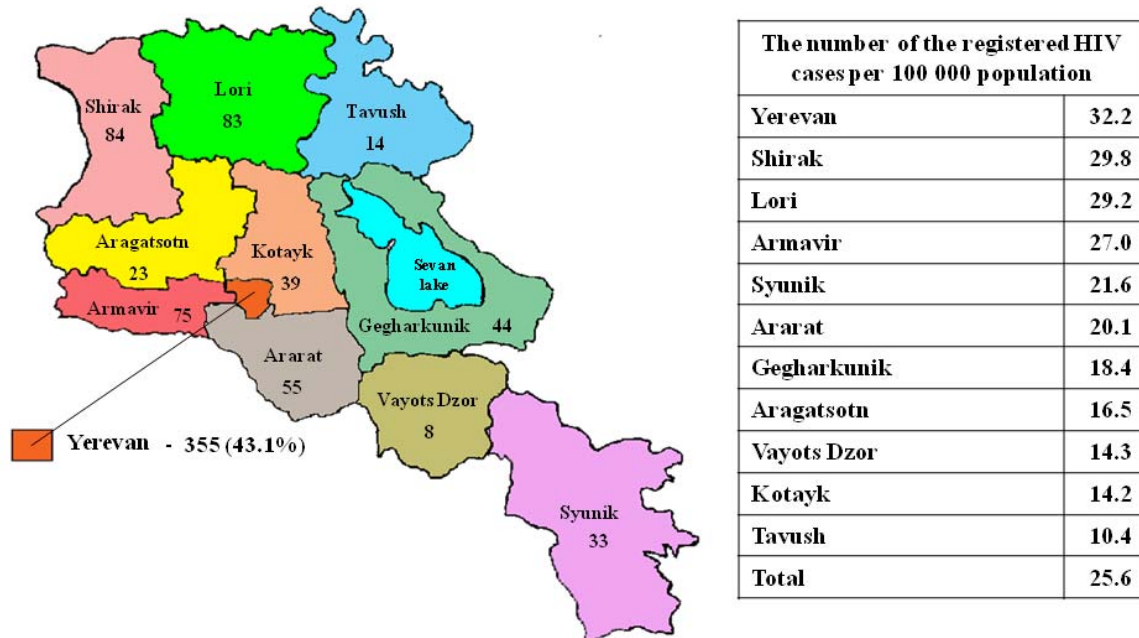 Shirak
84
Lori
83
Tavush
14
Aragatsotn
23
Kotayk
39
Sevan
lake
Armavir 75
Gegharkunik 44
Ararat
55
Vayots Dzor
8
Yerevan - 355 (43.1%)
Syunik
33
The number of the registered HIV
cases per 100 000 population
Yerevan 32.2
Shirak 29.8
Lori 29.2
Armavir 27.0
Syunik 21.6
Ararat 20.1
Gegharkunik 18.4
Aragatsotn 16.5
Vayots Dzor 14.3
Kotayk 14.2
Tavush 10.4
Total 25.6